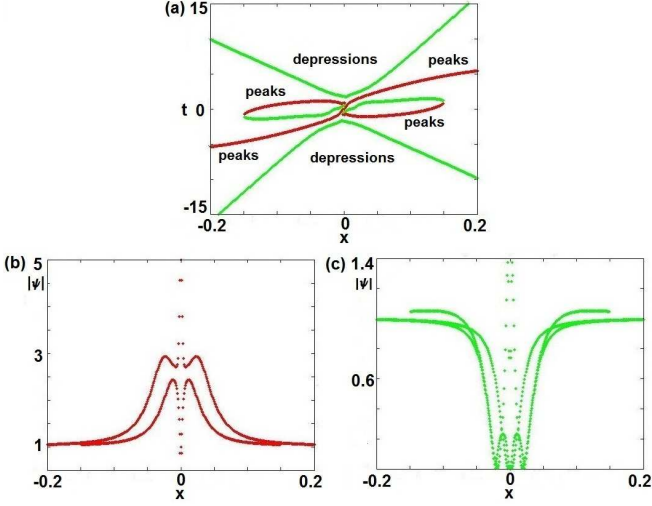 (a)
15
depressions
peaks
peaks
t 0
peaks
peaks
depressions
-15
-0.2
0
0.2
x
(b)
5
|ψ|
3
1
-0.2
0
0.2
x
(c)
1.4
|ψ|
0.6
-0.2
0
0.2
x